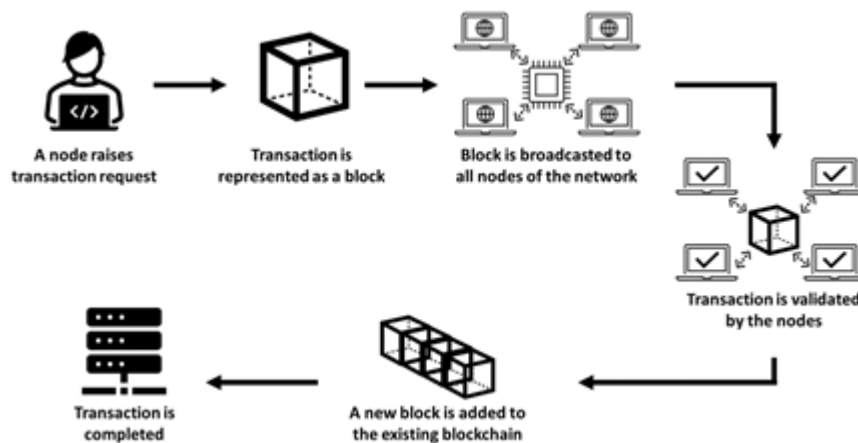 </>
A node raises
transaction request
Transaction is
represented as a block
Block is broadcasted to
all nodes of the network
Transaction is validated
by the nodes
A new block is added to
the existing blockchain
Transaction is
completed